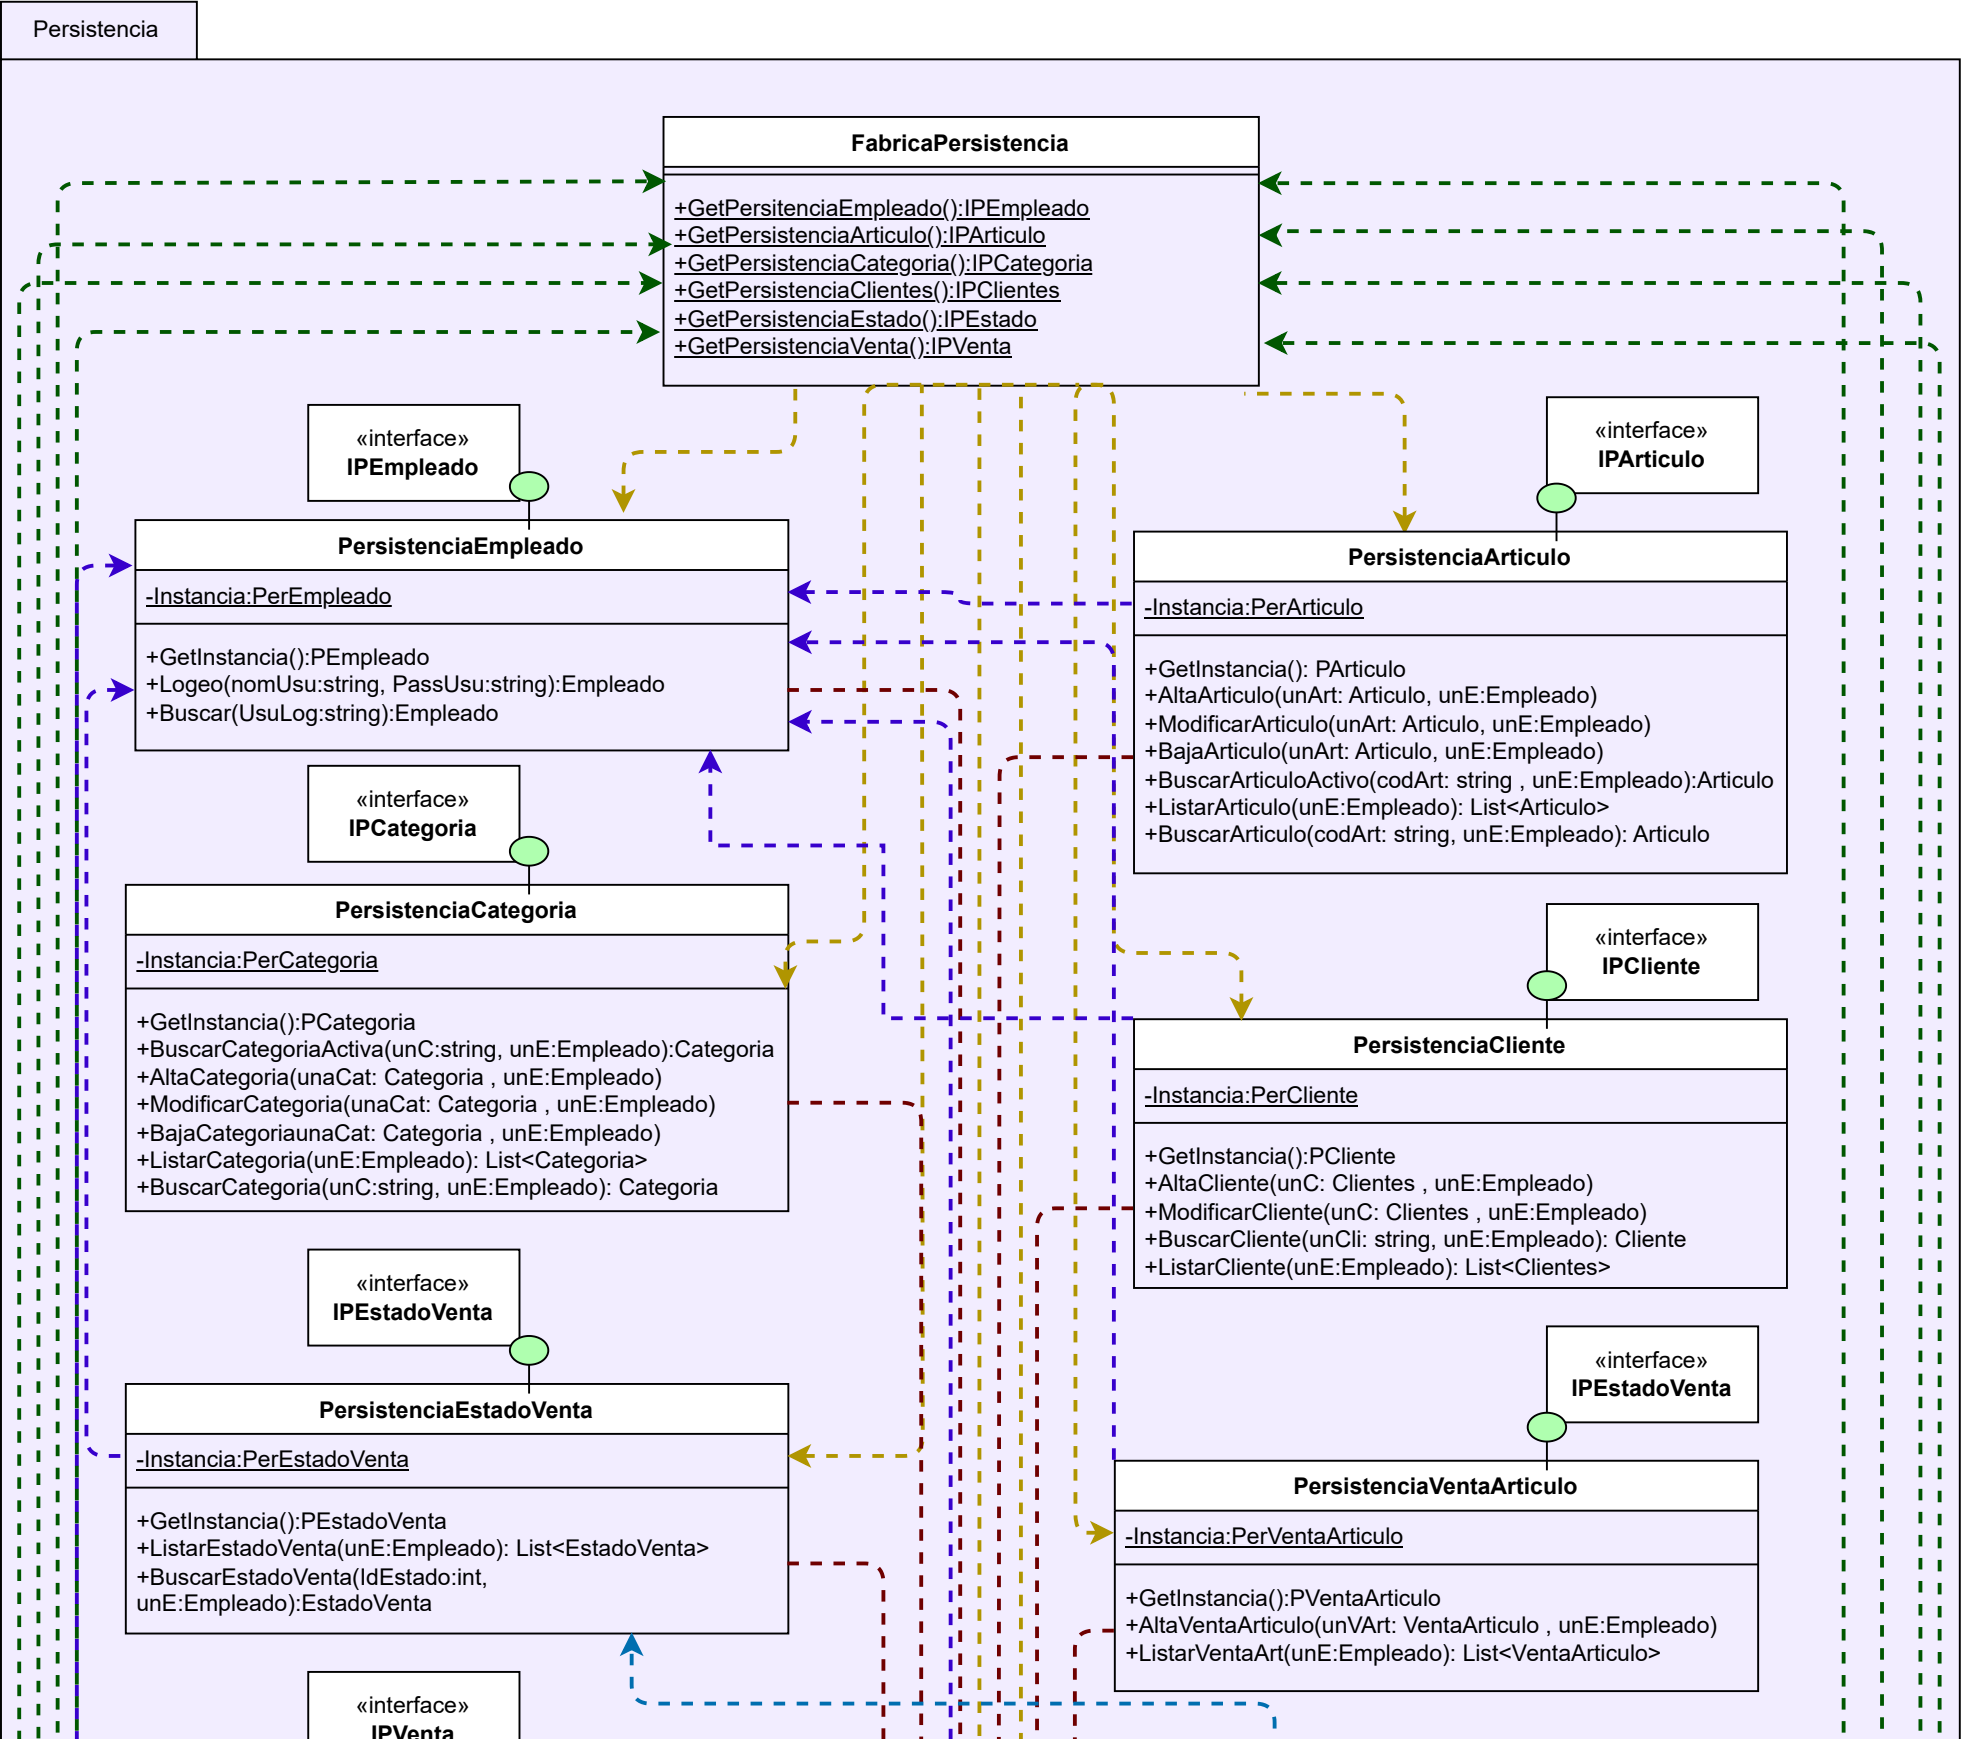 Persistencia
FabricaPersistencia
+GetPersitenciaEmpleado():IPEmpleado
+GetPersistenciaArticulo():IPArticulo
+GetPersistenciaCategoria():IPCategoria
+GetPersistenciaClientes():IPClientes
+GetPersistenciaEstado():IPEstado
+GetPersistenciaVenta():IPVenta
«interface»
IPEmpleado
PersistenciaEmpleado
-Instancia:PerEmpleado
+GetInstancia():PEmpleado
+Logeo(nomUsu:string, PassUsu:string):Empleado
+Buscar(UsuLog:string):Empleado
«interface»
IPArticulo
PersistenciaArticulo
-Instancia:PerArticulo
+GetInstancia(): PArticulo
+AltaArticulo(unArt: Articulo, unE:Empleado)
+ModificarArticulo(unArt: Articulo, unE:Empleado)
+BajaArticulo(unArt: Articulo, unE:Empleado)
+BuscarArticuloActivo(codArt: string , unE:Empleado):Articulo
+ListarArticulo(unE:Empleado): List<Articulo>
+BuscarArticulo(codArt: string, unE:Empleado): Articulo
«interface»
IPCategoria
PersistenciaCategoria
-Instancia:PerCategoria
+GetInstancia():PCategoria
+BuscarCategoriaActiva(unC:string, unE:Empleado):Categoria
+AltaCategoria(unaCat: Categoria , unE:Empleado)
+ModificarCategoria(unaCat: Categoria , unE:Empleado)
+BajaCategoriaunaCat: Categoria , unE:Empleado)
+ListarCategoria(unE:Empleado): List<Categoria>
+BuscarCategoria(unC:string, unE:Empleado): Categoria
«interface»
IPCliente
PersistenciaCliente
-Instancia:PerCliente
+GetInstancia():PCliente
+AltaCliente(unC: Clientes , unE:Empleado)
+ModificarCliente(unC: Clientes , unE:Empleado)
+BuscarCliente(unCli: string, unE:Empleado): Cliente
+ListarCliente(unE:Empleado): List<Clientes>
«interface»
IPEstadoVenta
PersistenciaEstadoVenta
-Instancia:PerEstadoVenta
+GetInstancia():PEstadoVenta
+ListarEstadoVenta(unE:Empleado): List<EstadoVenta>
+BuscarEstadoVenta(IdEstado:int,
unE:Empleado):EstadoVenta
«interface»
IPEstadoVenta
PersistenciaVentaArticulo
-Instancia:PerVentaArticulo
+GetInstancia():PVentaArticulo
+AltaVentaArticulo(unVArt: VentaArticulo , unE:Empleado)
+ListarVentaArt(unE:Empleado): List<VentaArticulo>
«interface»
IPVenta